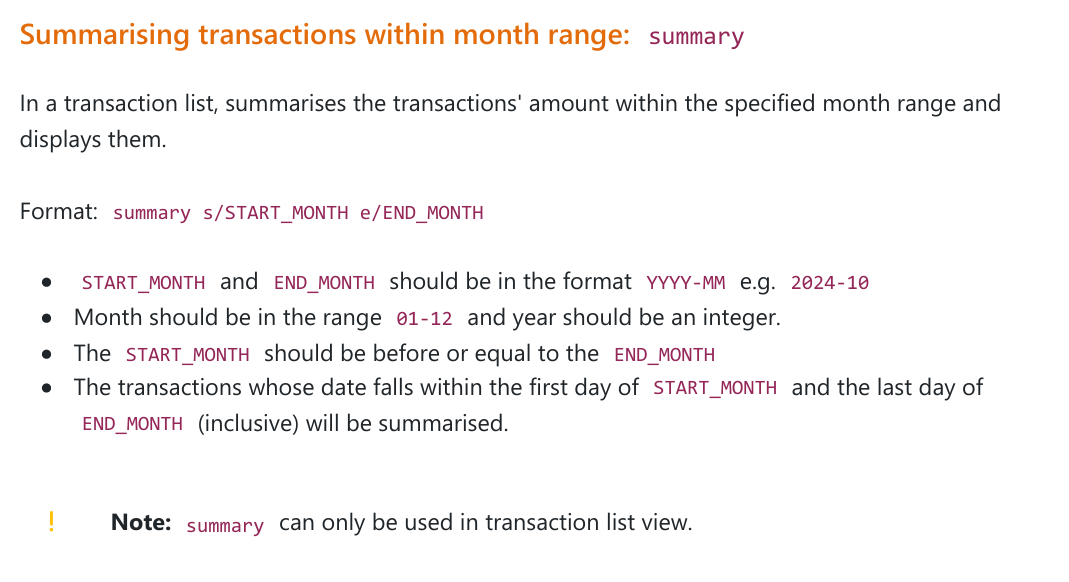 Summarising transactions within month range: summary
In a transaction list, summarises the transactions' amount within the specified month range and
displays them.
Format: summary s/START_MONTH e/END_MONTH
● START_MONTH and END_MONTH should be in the format YYYY-MM e.g. 2024-10
● Month should be in the range 01-12 and year should be an integer.
● The START_MONTH should be before or equal to the END_MONTH
● The transactions whose date falls within the first day of START_MONTH and the last day of
END_MONTH (inclusive) will be summarised.
! Note: summary can only be used in transaction list view.